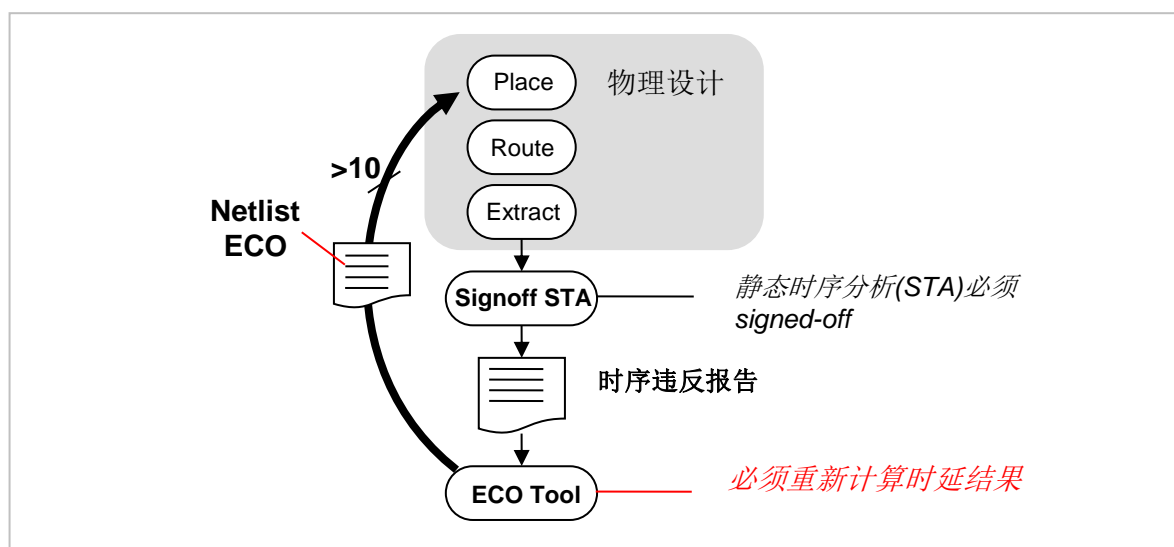 Place
物理设计
Route
>10
Extract
Netlist
ECO
Signoff STA
静态时序分析(STA)必须
signed-off
时序违反报告
ECO Tool
必须重新计算时延结果